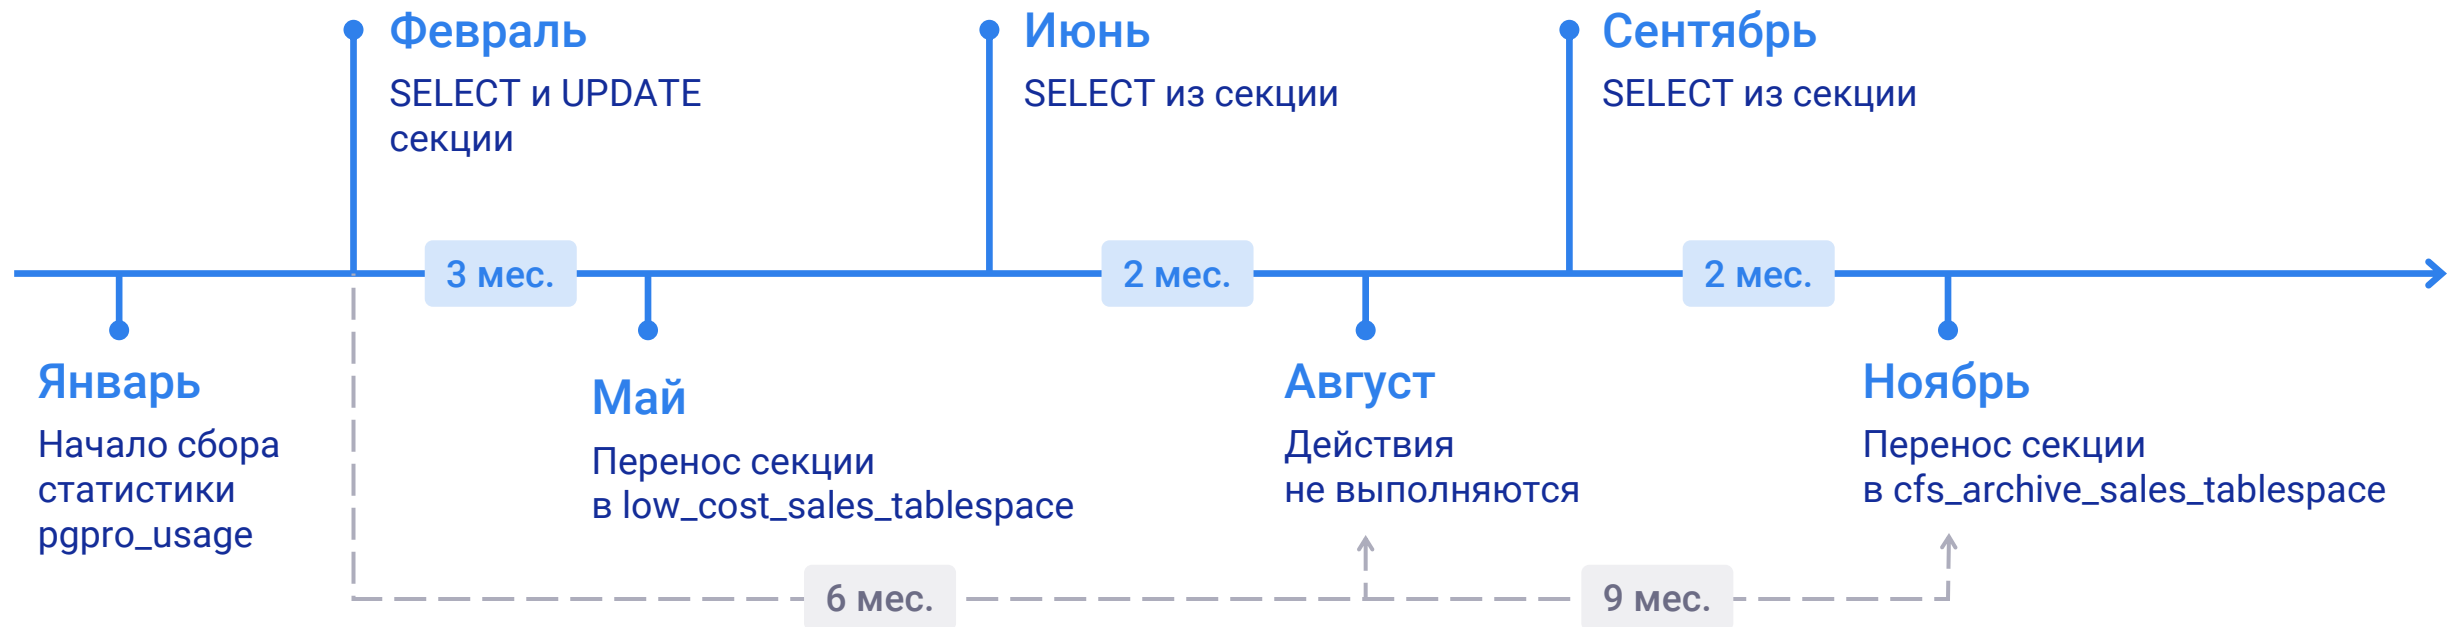 Февраль
SELECT и UPDATE
секции
Июнь
SELECT из секции
Сентябрь
SELECT из секции
3 мес.
2 мес.
2 мес.
Январь
Начало сбора
статистики
pgpro_usage
Май
Перенос секции
в low_cost_sales_tablespace
Август
Действия
не выполняются
Ноябрь
Перенос секции
в cfs_archive_sales_tablespace
6 мес.
9 мес.